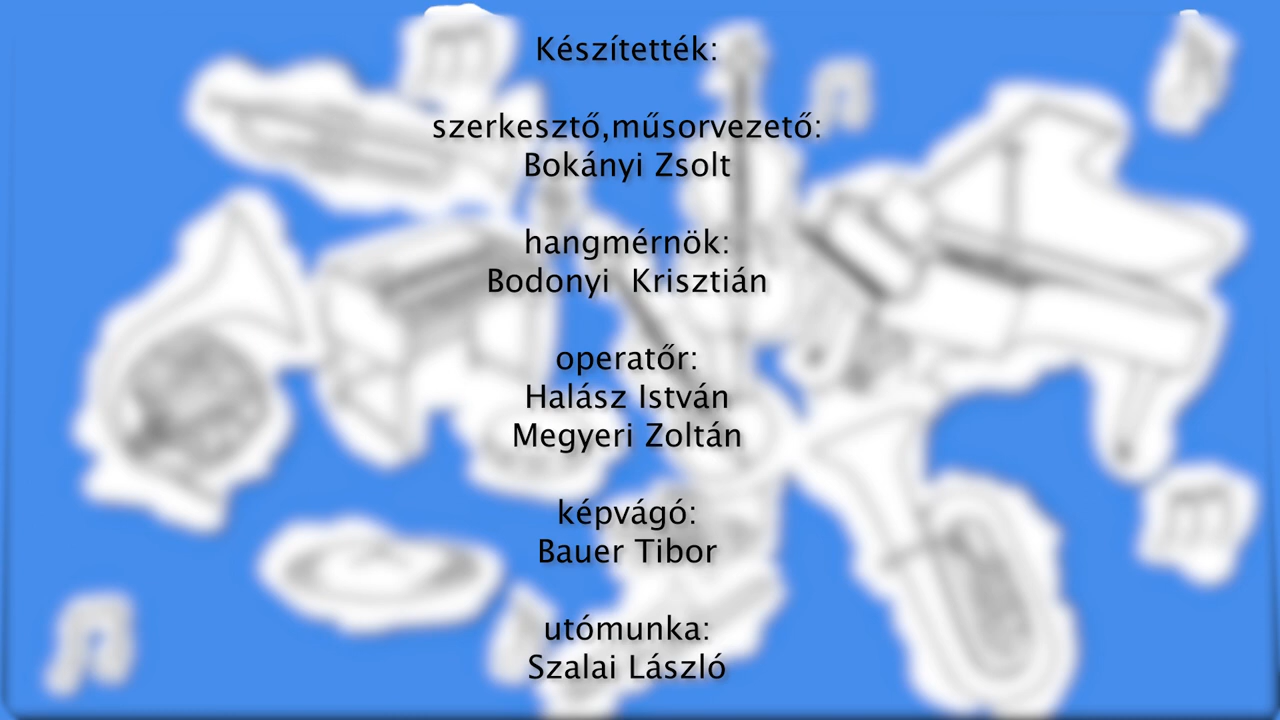 Készítették:
szerkesztő,műsorvezető:
Bokányi Zsolt
hangmérnök:
Bodonyi  Krisztián
operatőr:
Halász István
Megyeri Zoltán
képvágó:
Bauer Tibor
utómunka:
Szalai László